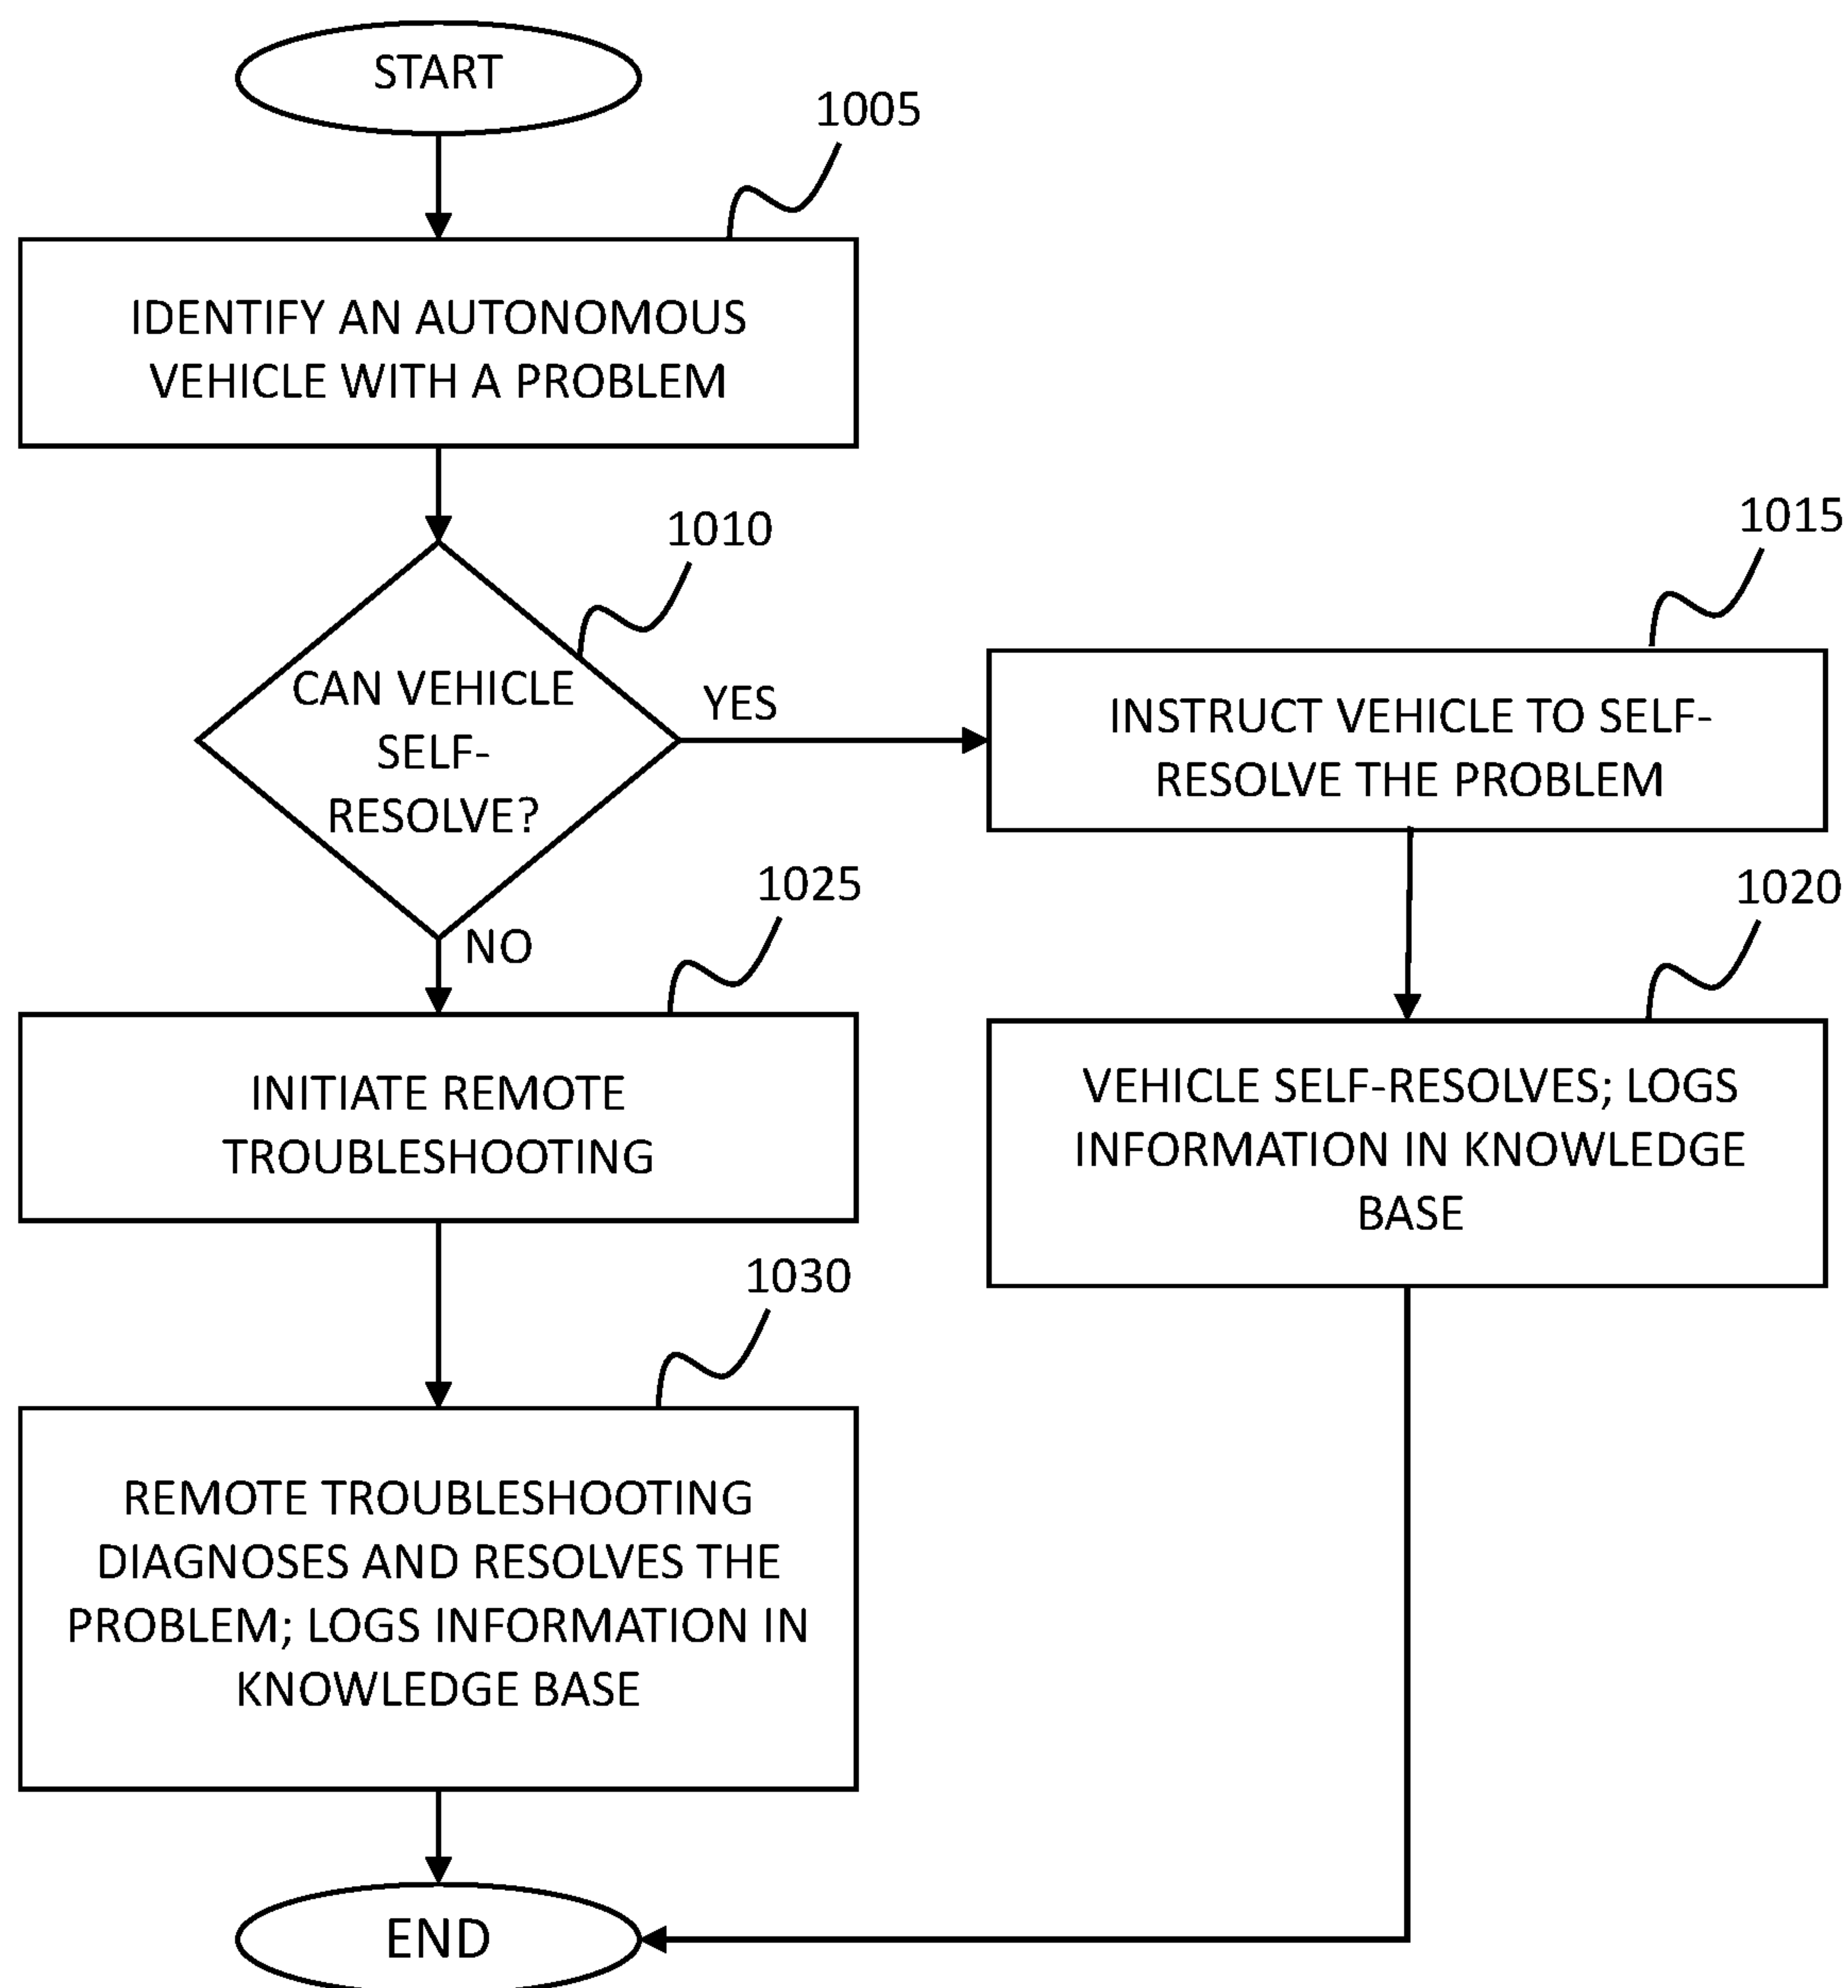 START
1005
IDENTIFY AN AUTONOMOUS
VEHICLE WITH A PROBLEM
1010
CAN VEHICLE
SELF-
RESOLVE?
YES
1015
INSTRUCT VEHICLE TO SELF-
RESOLVE THE PROBLEM
1020
VEHICLE SELF-RESOLVES; LOGS
INFORMATION IN KNOWLEDGE
BASE
NO
1025
INITIATE REMOTE
TROUBLESHOOTING
1030
REMOTE TROUBLESHOOTING
DIAGNOSES AND RESOLVES THE
PROBLEM; LOGS INFORMATION IN
KNOWLEDGE BASE
END